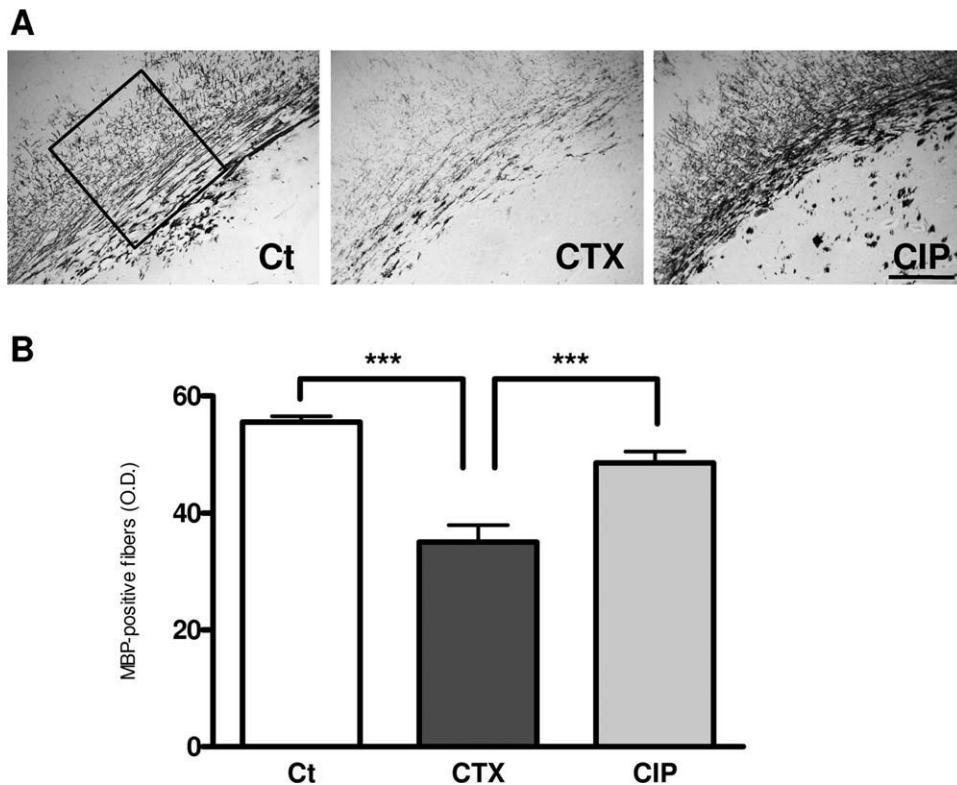 A
Ct
CTX
CIP
B
*** ***
MBP-positive fibers (O.D.)
60
40
20
0
Ct CTX CIP